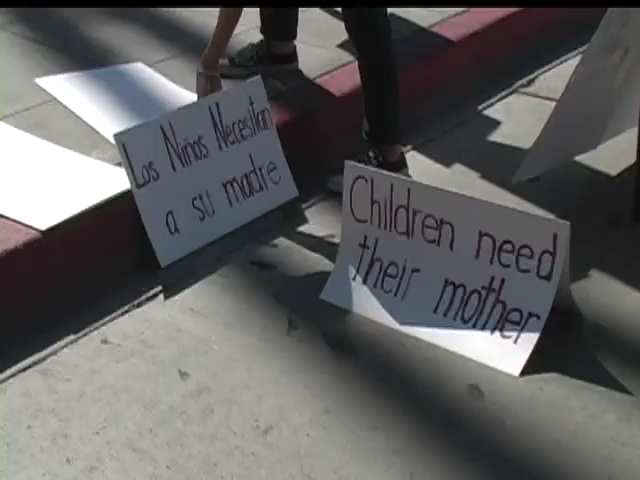 Los Niños Necesitan
a su madre
Children need
their mother